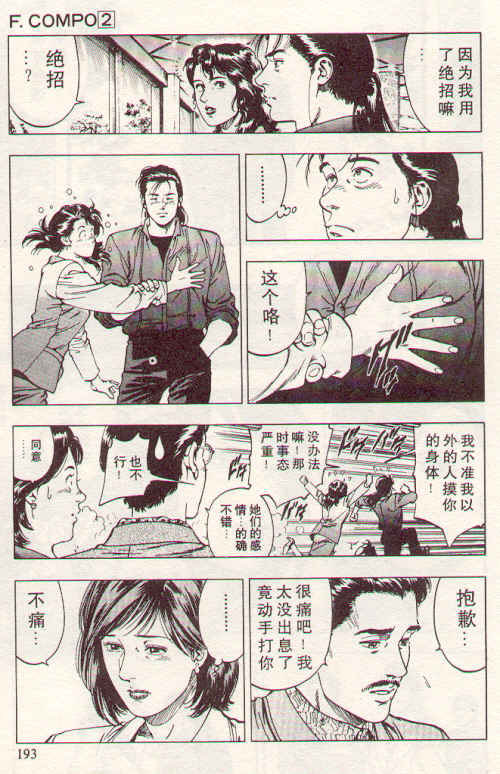 F. COMPO 2
因为我用
了绝招嘛
…
绝招
…?
………
这个咯!
我不准我以
外的人摸你
的身体!
没办法
嘛!那
时事态
严重!
她们的感
情…的确
不错…
也不
行!
同意
……
抱歉…
很痛吧!我
太没出息了
竟动手打你
………
不痛…
193